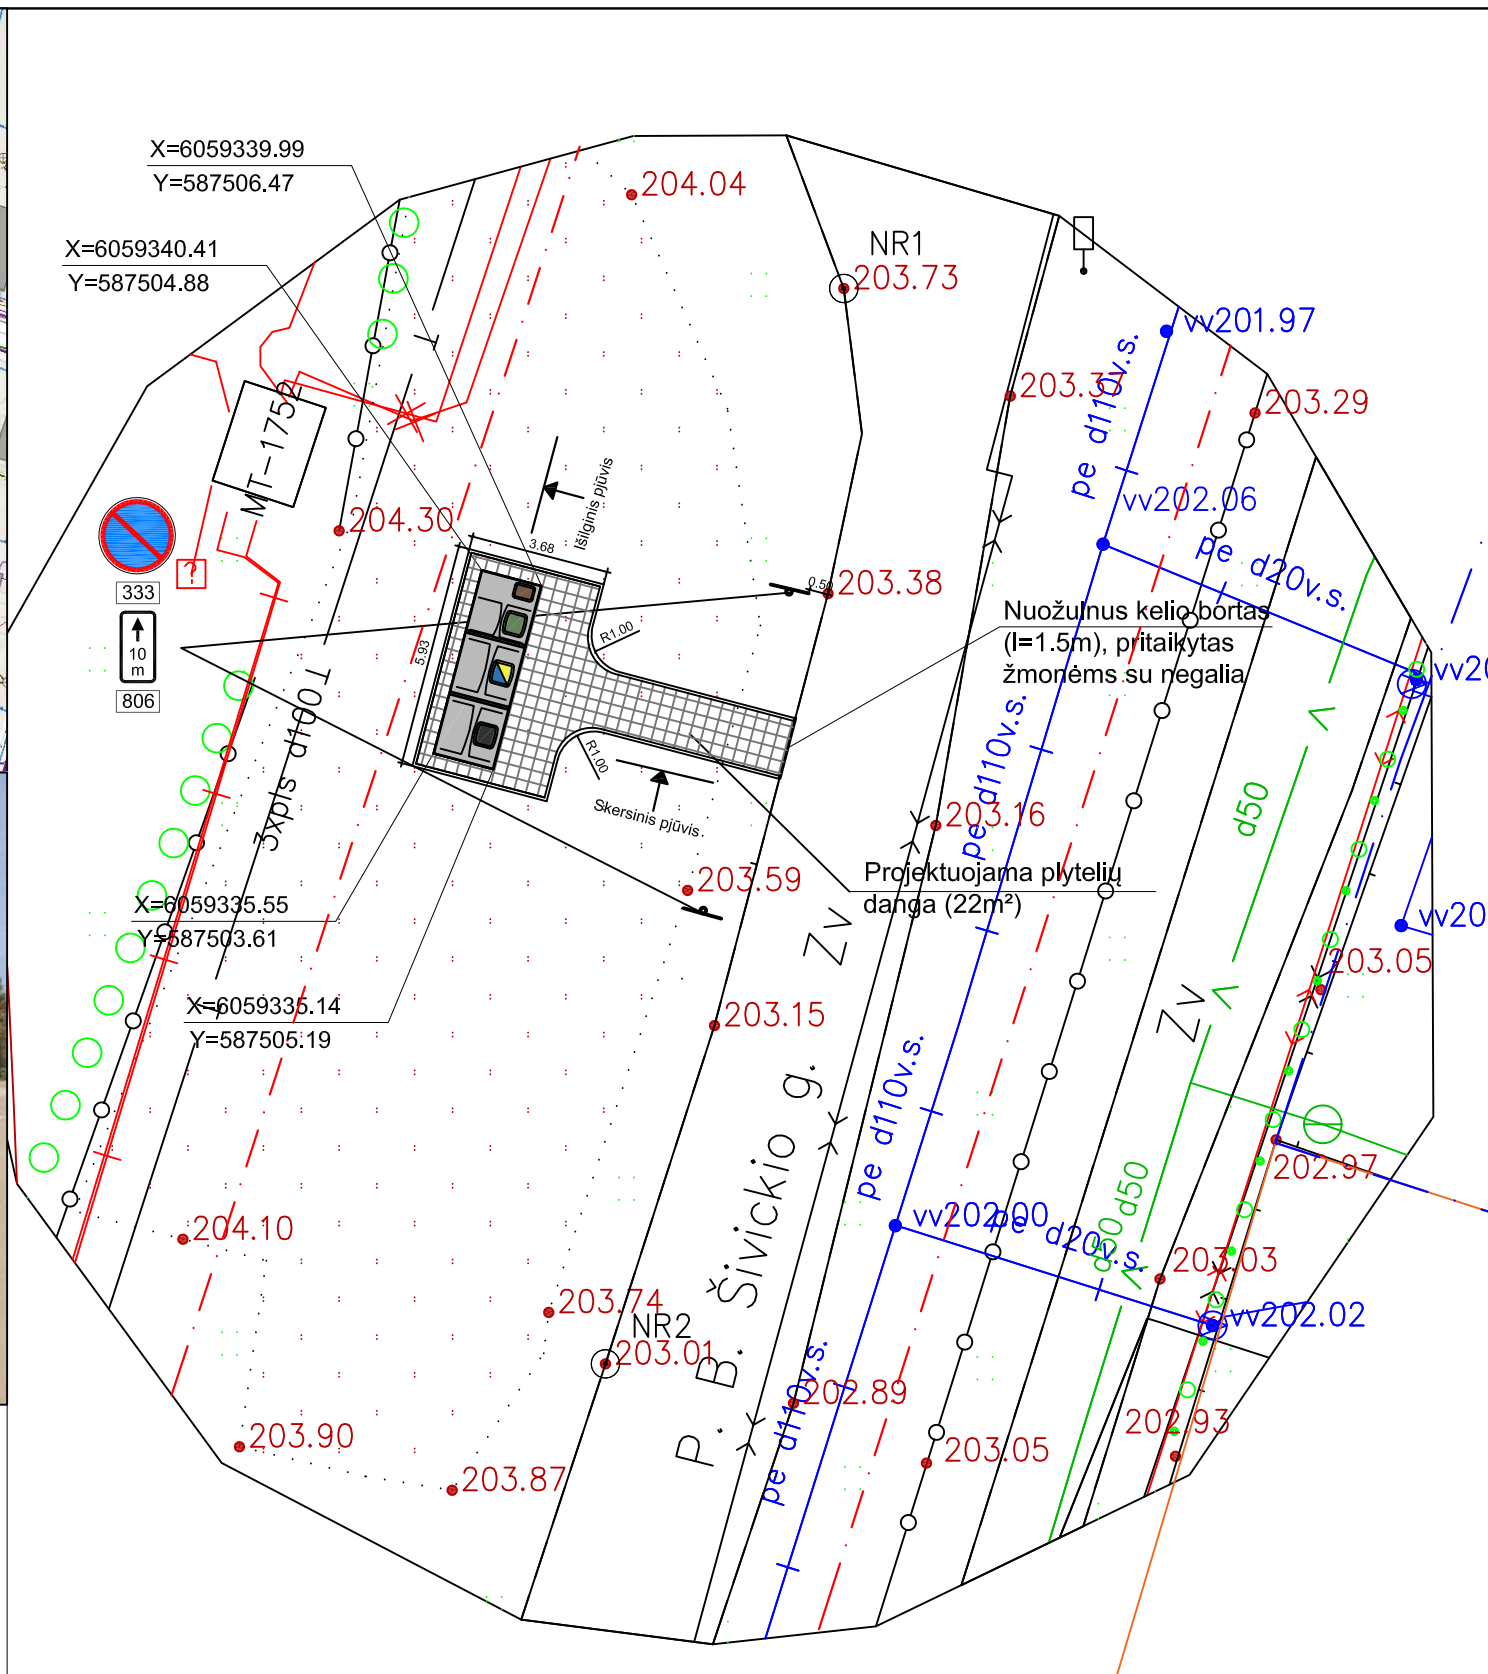 X=6059339.99
Y=587506.47
204.04
X=6059340.41
Y=587504.88
NR1
203.73
vv201.97
pe d110v.s.
203.37
203.29
MT-1752
Išilginis pjūvis
vv202.06
204.30
3.68
pe d20v.s.
?
333
0.50
203.38
Nuožulnus kelio bortas
(l=1.5m), pritaikytas
žmonėms su negalia
10
m
806
R1.00
5.93
vv20
3xpls d100T
pe d110v.s.
R1.00
Skersinis pjūvis
d50
203.16
Projektuojama plytelių
danga (22m²)
203.59
X=6059335.55
Y=587503.61
vv20
Zv
203.05
X=6059335.14
Y=587505.19
203.15
Zv
pe d110v.s.
P. B. Šivickio g.
202.97
d50
d50
vv202.00
pe d20v.s.
204.10
203.03
203.74
NR2
203.01
vv202.02
pe d110v.s.
202.89
202.93
203.90
203.05
203.87